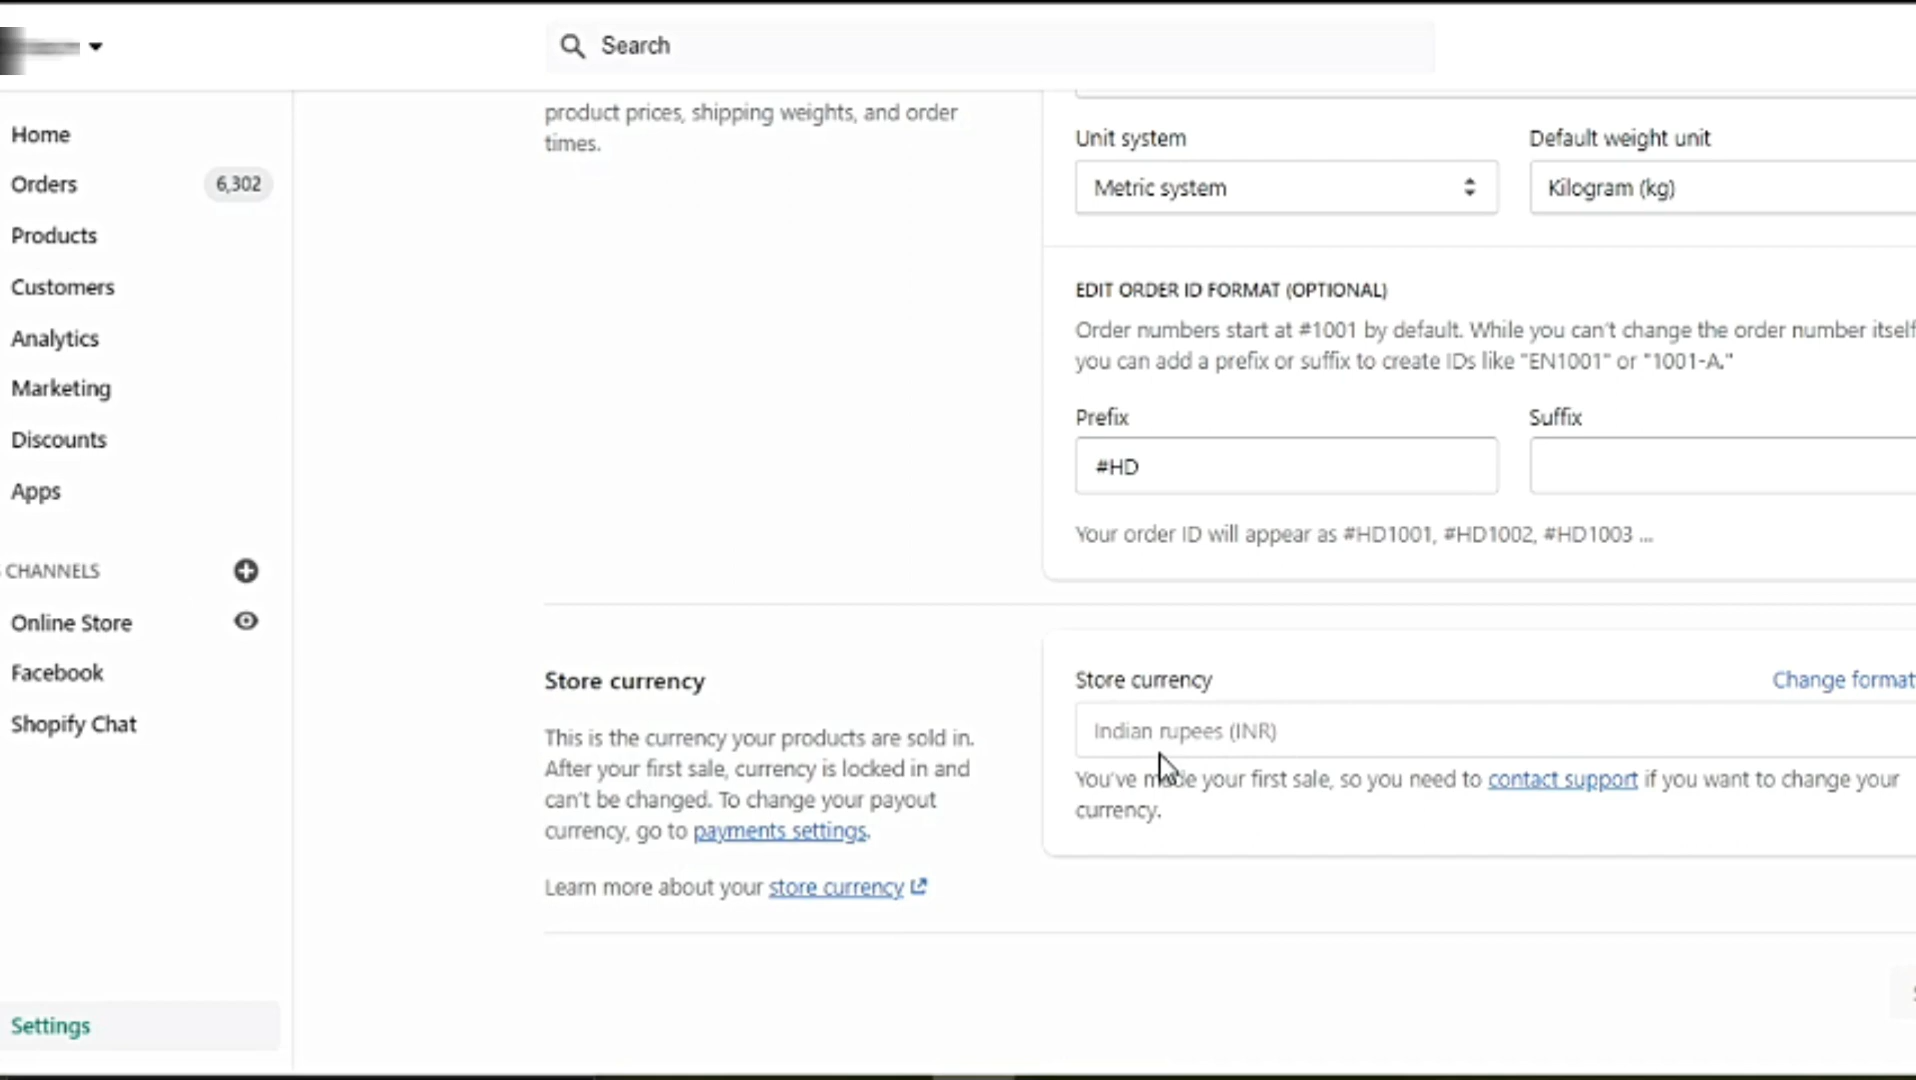 Search
Home
Orders 6,302
Products
Customers
Analytics
Marketing
Discounts
Apps
CHANNELS
Online Store
Facebook
Shopify Chat
Settings
product prices, shipping weights, and order
times.
Unit system
Default weight unit
Metric system
Kilogram (kg)
EDIT ORDER ID FORMAT (OPTIONAL)
Order numbers start at #1001 by default. While you can't change the order number itself
you can add a prefix or suffix to create IDs like "EN1001" or "1001-A."
Prefix
Suffix
#HD
Your order ID will appear as #HD1001, #HD1002, #HD1003 ...
Store currency
This is the currency your products are sold in.
After your first sale, currency is locked in and
can't be changed. To change your payout
currency, go to payments settings.
Learn more about your store currency
Store currency
Change format
Indian rupees (INR)
You've made your first sale, so you need to contact support if you want to change your
currency.